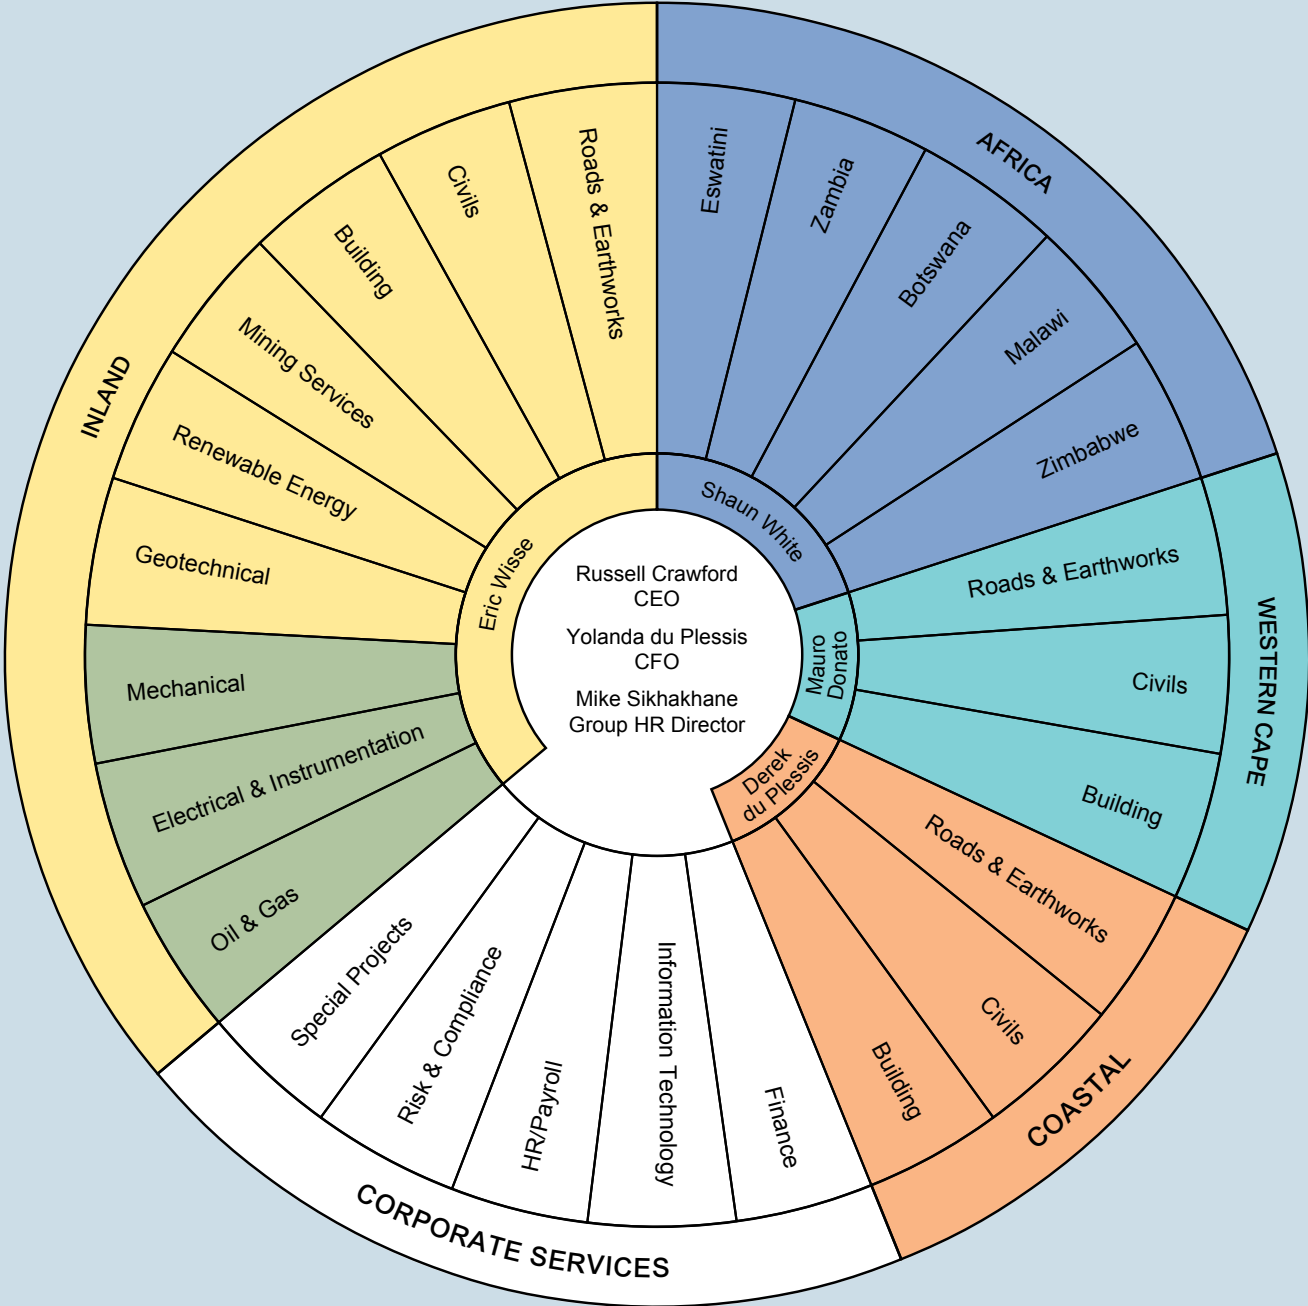 AFRICA
Eswatini
Zambia
Botswana
Malawi
Zimbabwe
Shaun White
WESTERN CAPE
Roads & Earthworks
Civils
Building
Mauro
Donato
COASTAL
Roads & Earthworks
Civils
Building
Derek
du Plessis
CORPORATE SERVICES
Finance
Information Technology
HR/Payroll
Risk & Compliance
Special Projects
INLAND
Oil & Gas
Electrical & Instrumentation
Mechanical
Geotechnical
Renewable Energy
Mining Services
Building
Civils
Roads & Earthworks
Eric Wisse
Russell Crawford
CEO
Yolanda du Plessis
CFO
Mike Sikhakhane
Group HR Director